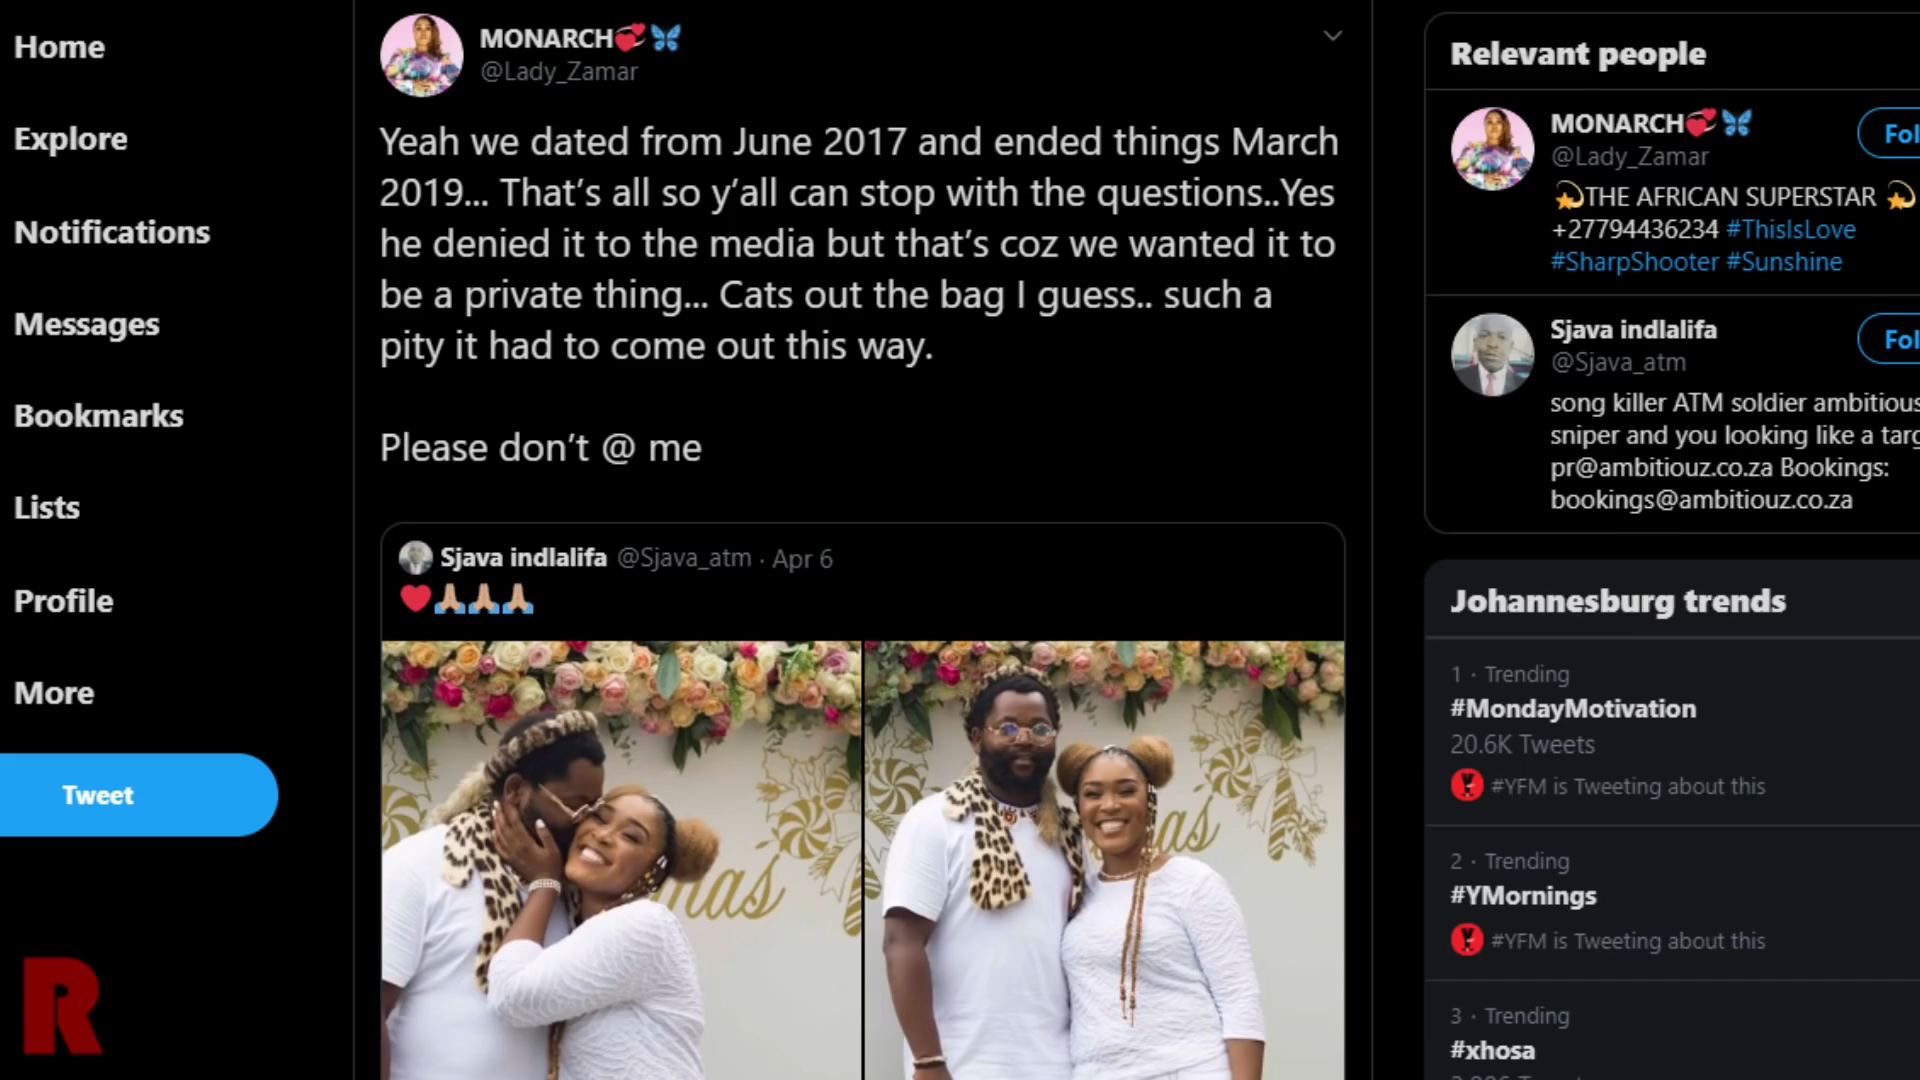 Home
Explore
Notifications
Messages
Bookmarks
Lists
Profile
More
Tweet
R
MONARCH💞🦋
@Lady_Zamar
Yeah we dated from June 2017 and ended things March
2019... That’s all so y’all can stop with the questions..Yes
he denied it to the media but that’s coz we wanted it to
be a private thing... Cats out the bag I guess.. such a
pity it had to come out this way.
Please don’t @ me
Sjava indlalifa @Sjava_atm · Apr 6
❤️🙏🏼🙏🏼🙏🏼
mas
mas
Relevant people
MONARCH💞🦋
@Lady_Zamar
Fol
💫THE AFRICAN SUPERSTAR 💫
+27794436234 #ThisIsLove
#SharpShooter #Sunshine
Sjava indlalifa
@Sjava_atm
Fol
song killer ATM soldier ambitious
sniper and you looking like a targ
pr@ambitiouz.co.za Bookings:
bookings@ambitiouz.co.za
Johannesburg trends
1 · Trending
#MondayMotivation
20.6K Tweets
#YFM is Tweeting about this
2 · Trending
#YMornings
#YFM is Tweeting about this
3 · Trending
#xhosa